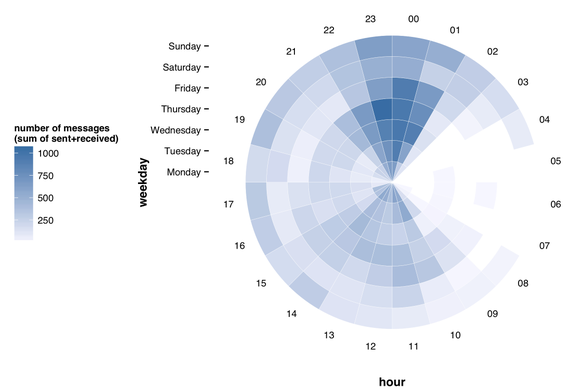 23
00
22
01
Sunday
21
02
Saturday
20
03
Friday
Thursday
19
04
number of messages
(sum of sent+received)
Wednesday
1000
Tuesday
18
05
750
Monday
weekday
500
17
06
250
16
07
15
08
14
09
13
10
12
11
hour